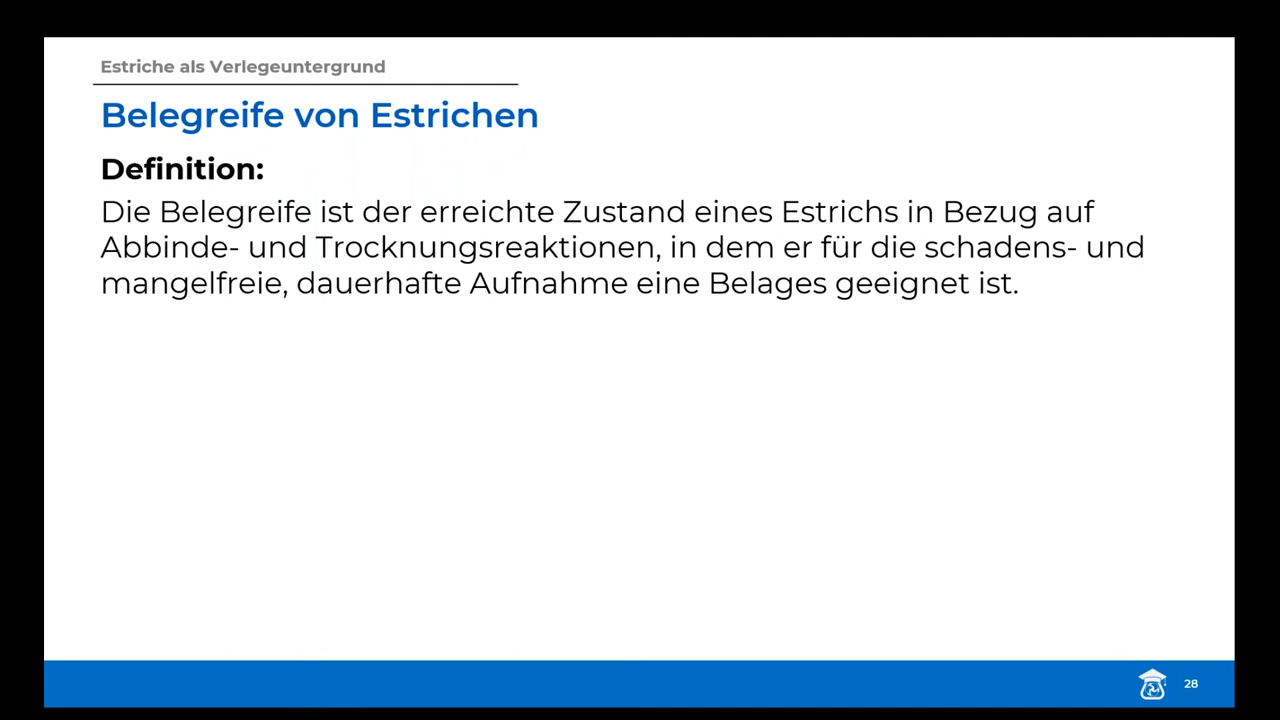 Estriche als Verlegeuntergrund
Belegreife von Estrichen
Definition:
Die Belegreife ist der erreichte Zustand eines Estrichs in Bezug auf
Abbinde- und Trocknungsreaktionen, in dem er für die schadens- und
mangelfreie, dauerhafte Aufnahme eine Belages geeignet ist.
28